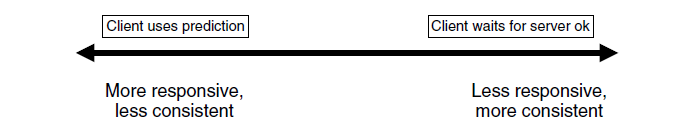 Client uses prediction
Client waits for server ok
More responsive,
less consistent
Less responsive,
more consistent